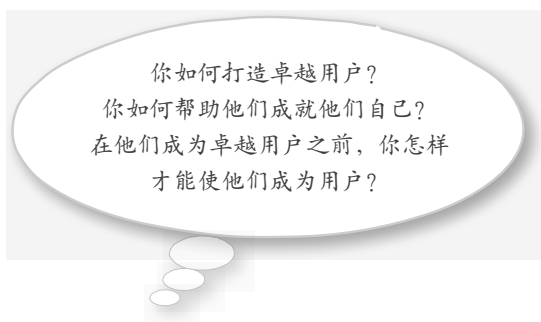 你如何打造卓越用户？
你如何帮助他们成就他们自己？
在他们成为卓越用户之前，你怎样
才能使他们成为用户？